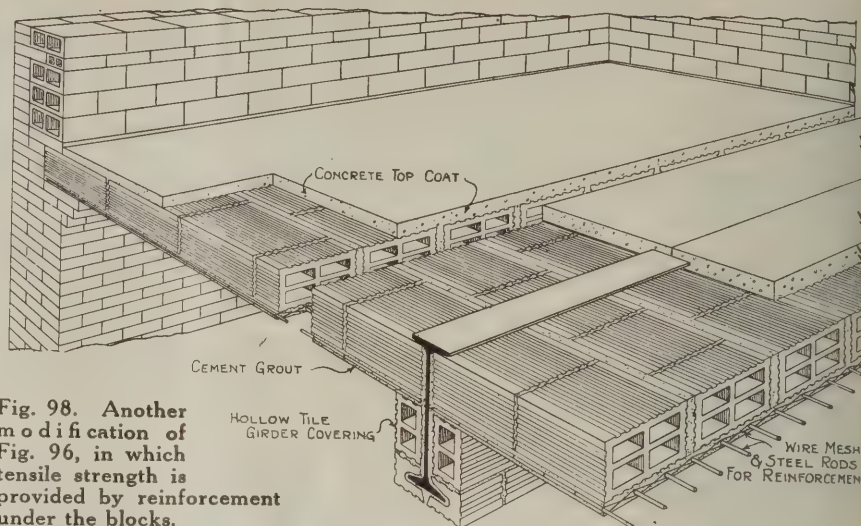 CONCRETE TOP COAT
CEMENT GROUT
HOLLOW TILE
GIRDER COVERING
WIRE MESH
& STEEL RODS
FOR REINFORCEMENT
Fig. 98. Another
modification of
Fig. 96, in which
tensile strength is
provided by reinforcement
under the blocks.